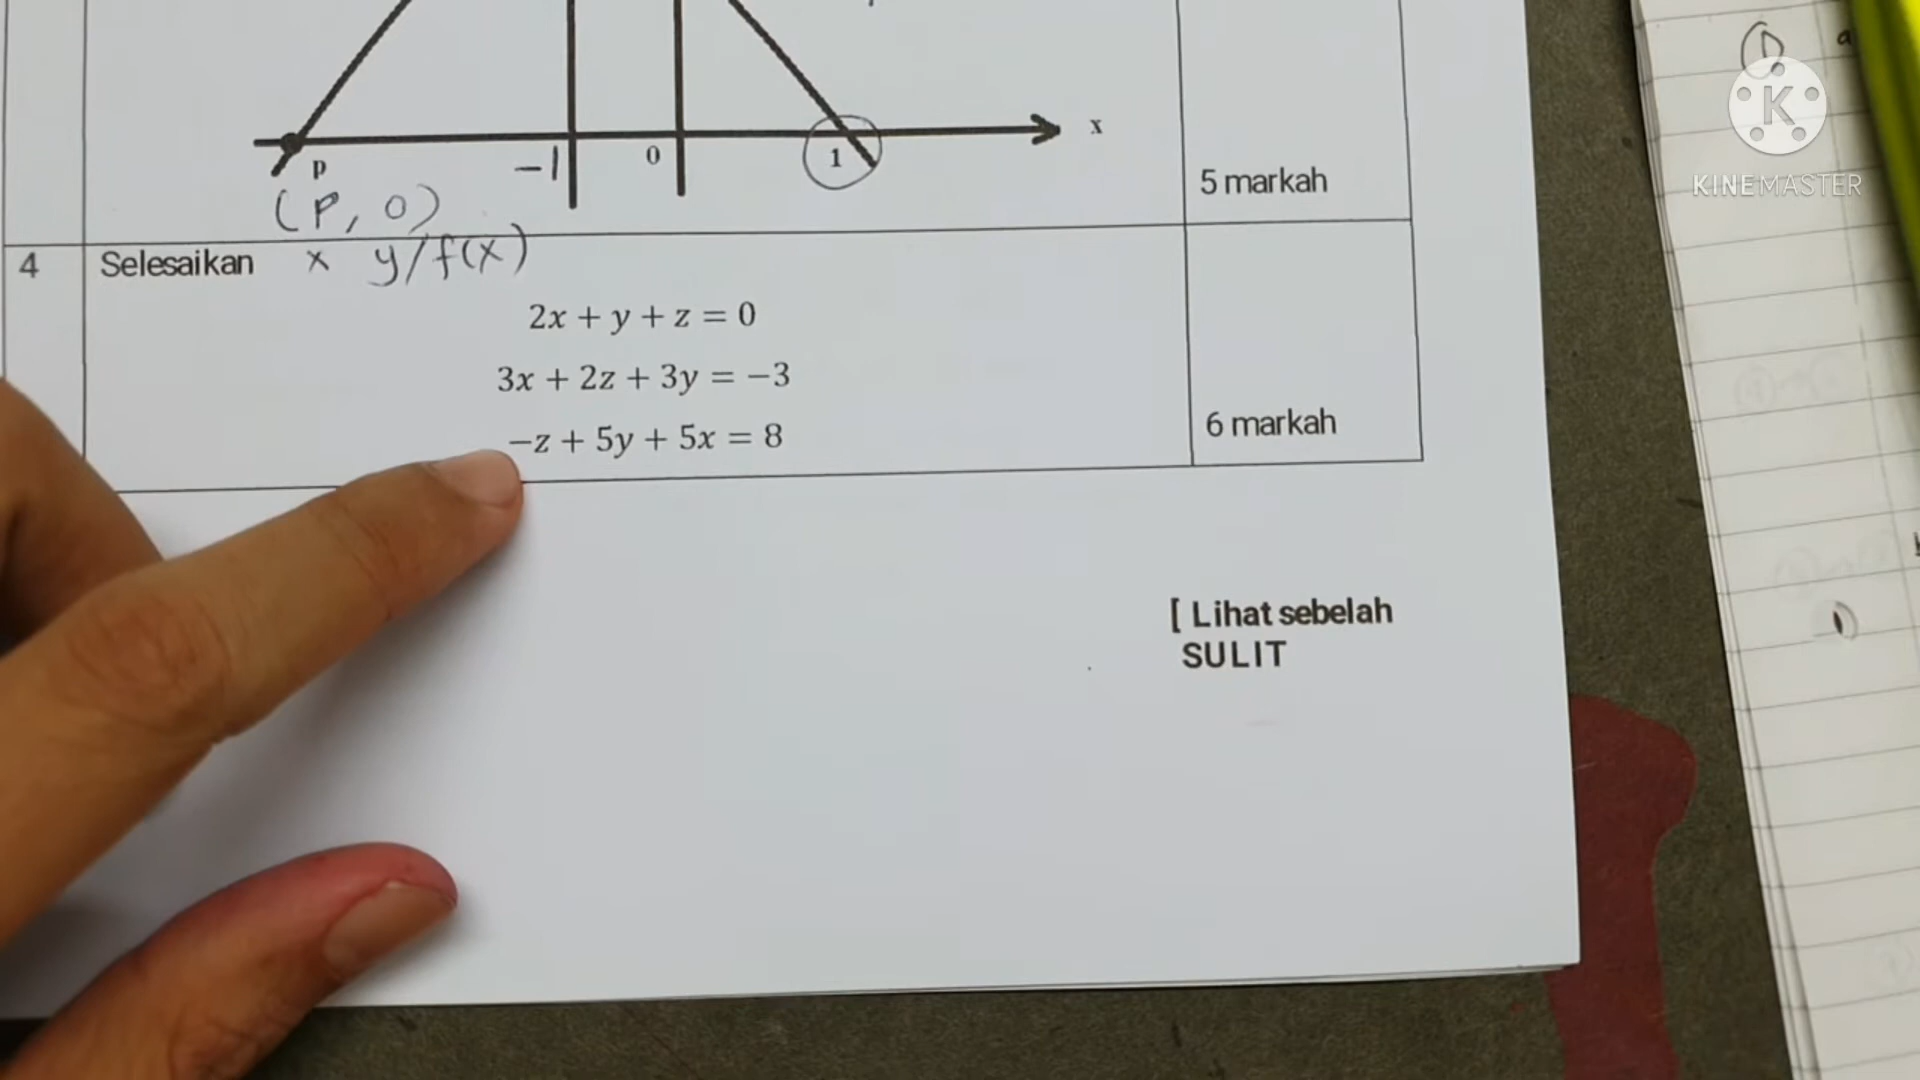 x
p
−1
0
1
(P, 0)
x y/f(x)
5 markah
4
Selesaikan
2x + y + z = 0
3x + 2z + 3y = −3
−z + 5y + 5x = 8
6 markah
[ Lihat sebelah
SULIT
KINEMASTER